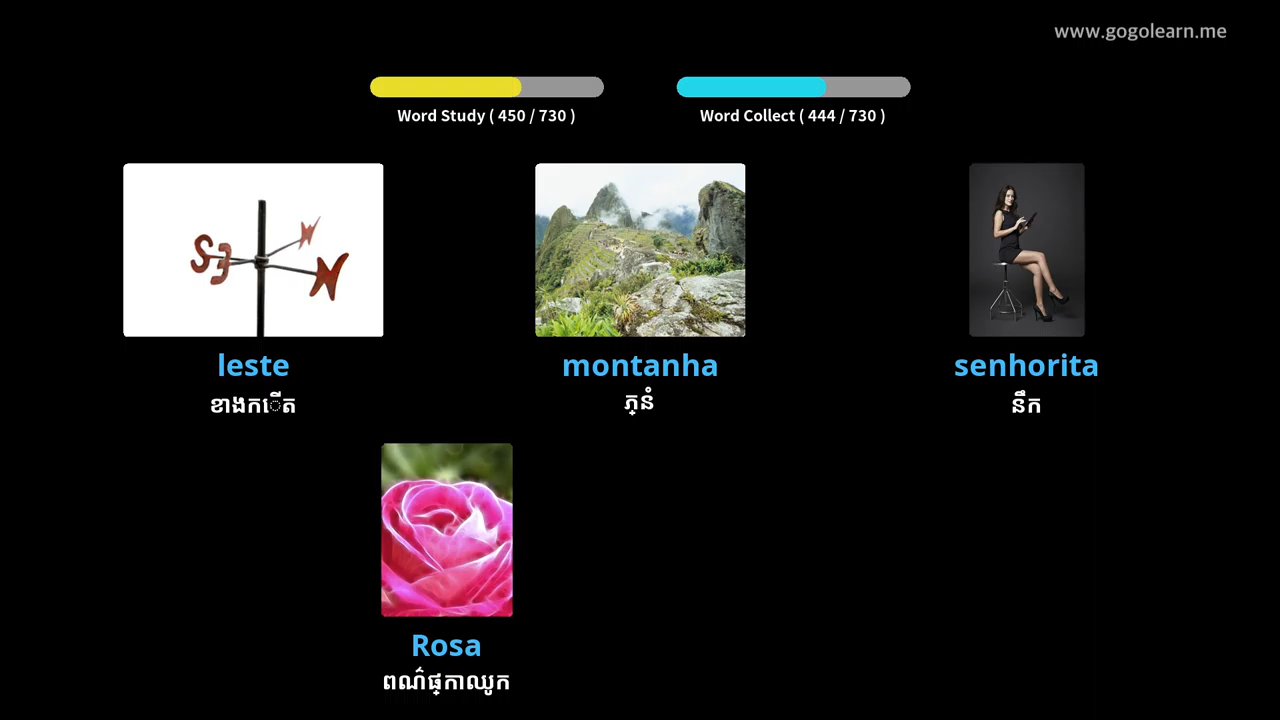 www.gogolearn.me
Word Study ( 450 / 730 )
Word Collect ( 444 / 730 )
leste
montanha
senhorita
ខាងកើត
ភ្នំ
នឹក
Rosa
ពណ៌ផ្កាឈូក